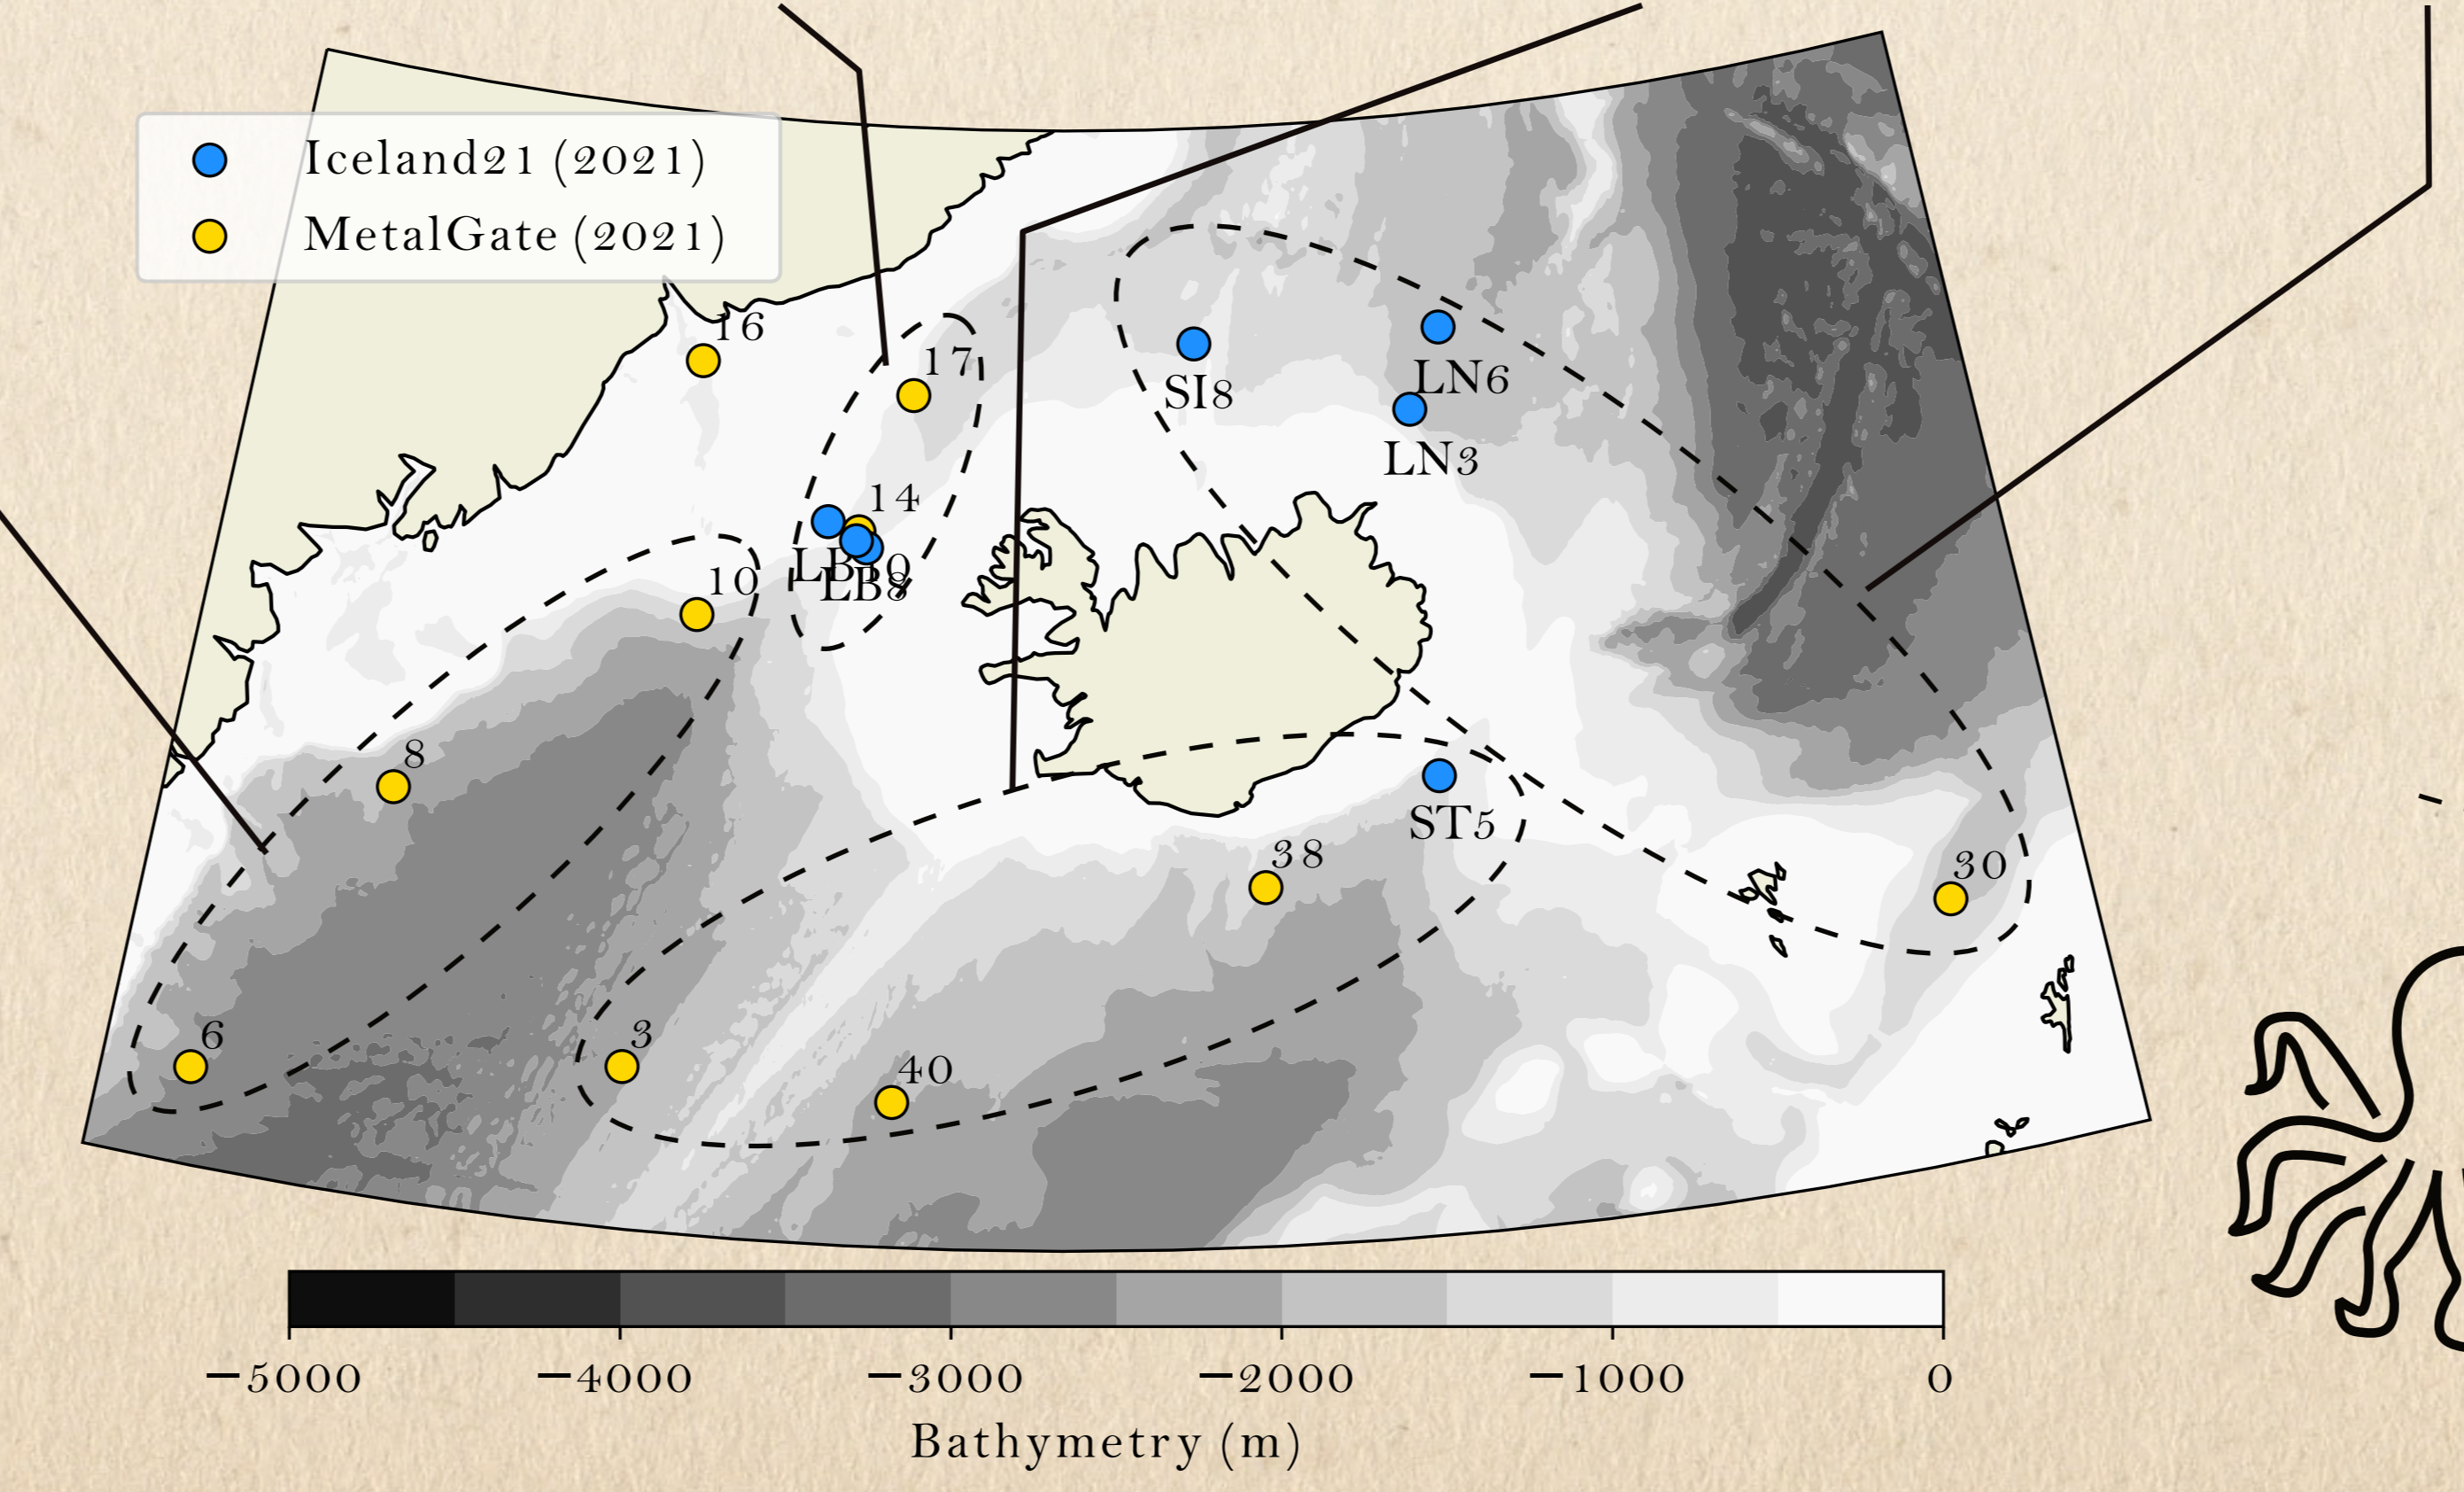 Iceland21 (2021)
MetalGate (2021)
16
17
SI8
LN6
LN3
14
LB8
10
8
ST5
38
30
6
3
40
−5000 −4000 −3000 −2000 −1000 0
Bathymetry (m)